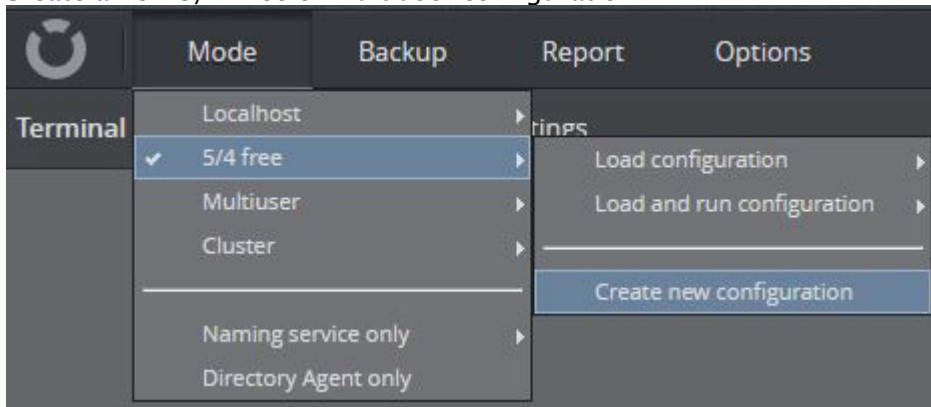 Mode Backup Report Options
Terminal tings
Localhost
5/4 free
Multiuser
Cluster
Naming service only
Directory Agent only
Load configuration
Load and run configuration
Create new configuration